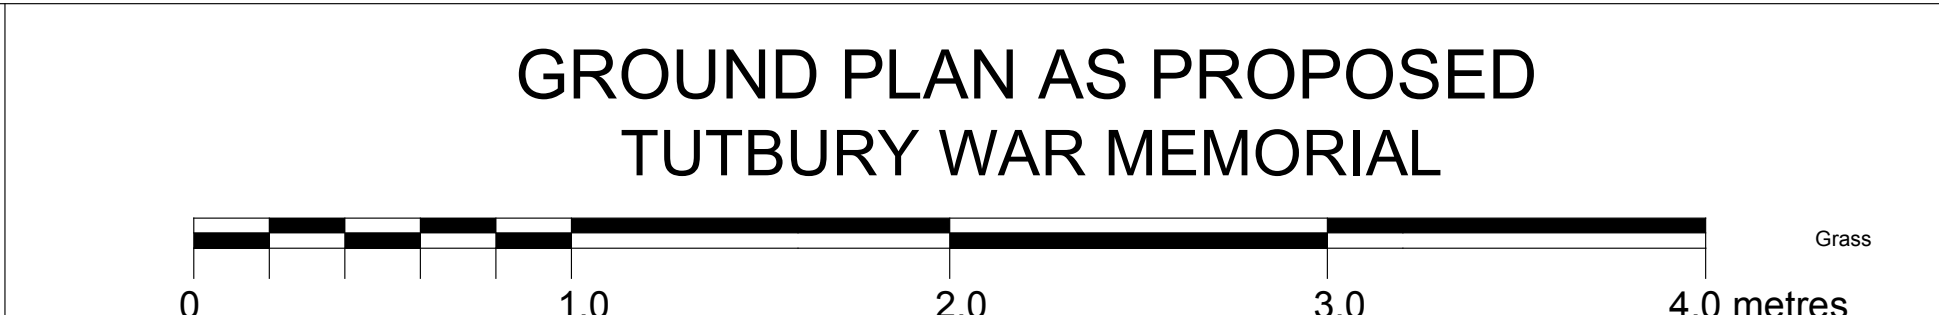 GROUND PLAN AS PROPOSED
TUTBURY WAR MEMORIAL
Grass
0 1.0 2.0 3.0 4.0 metres